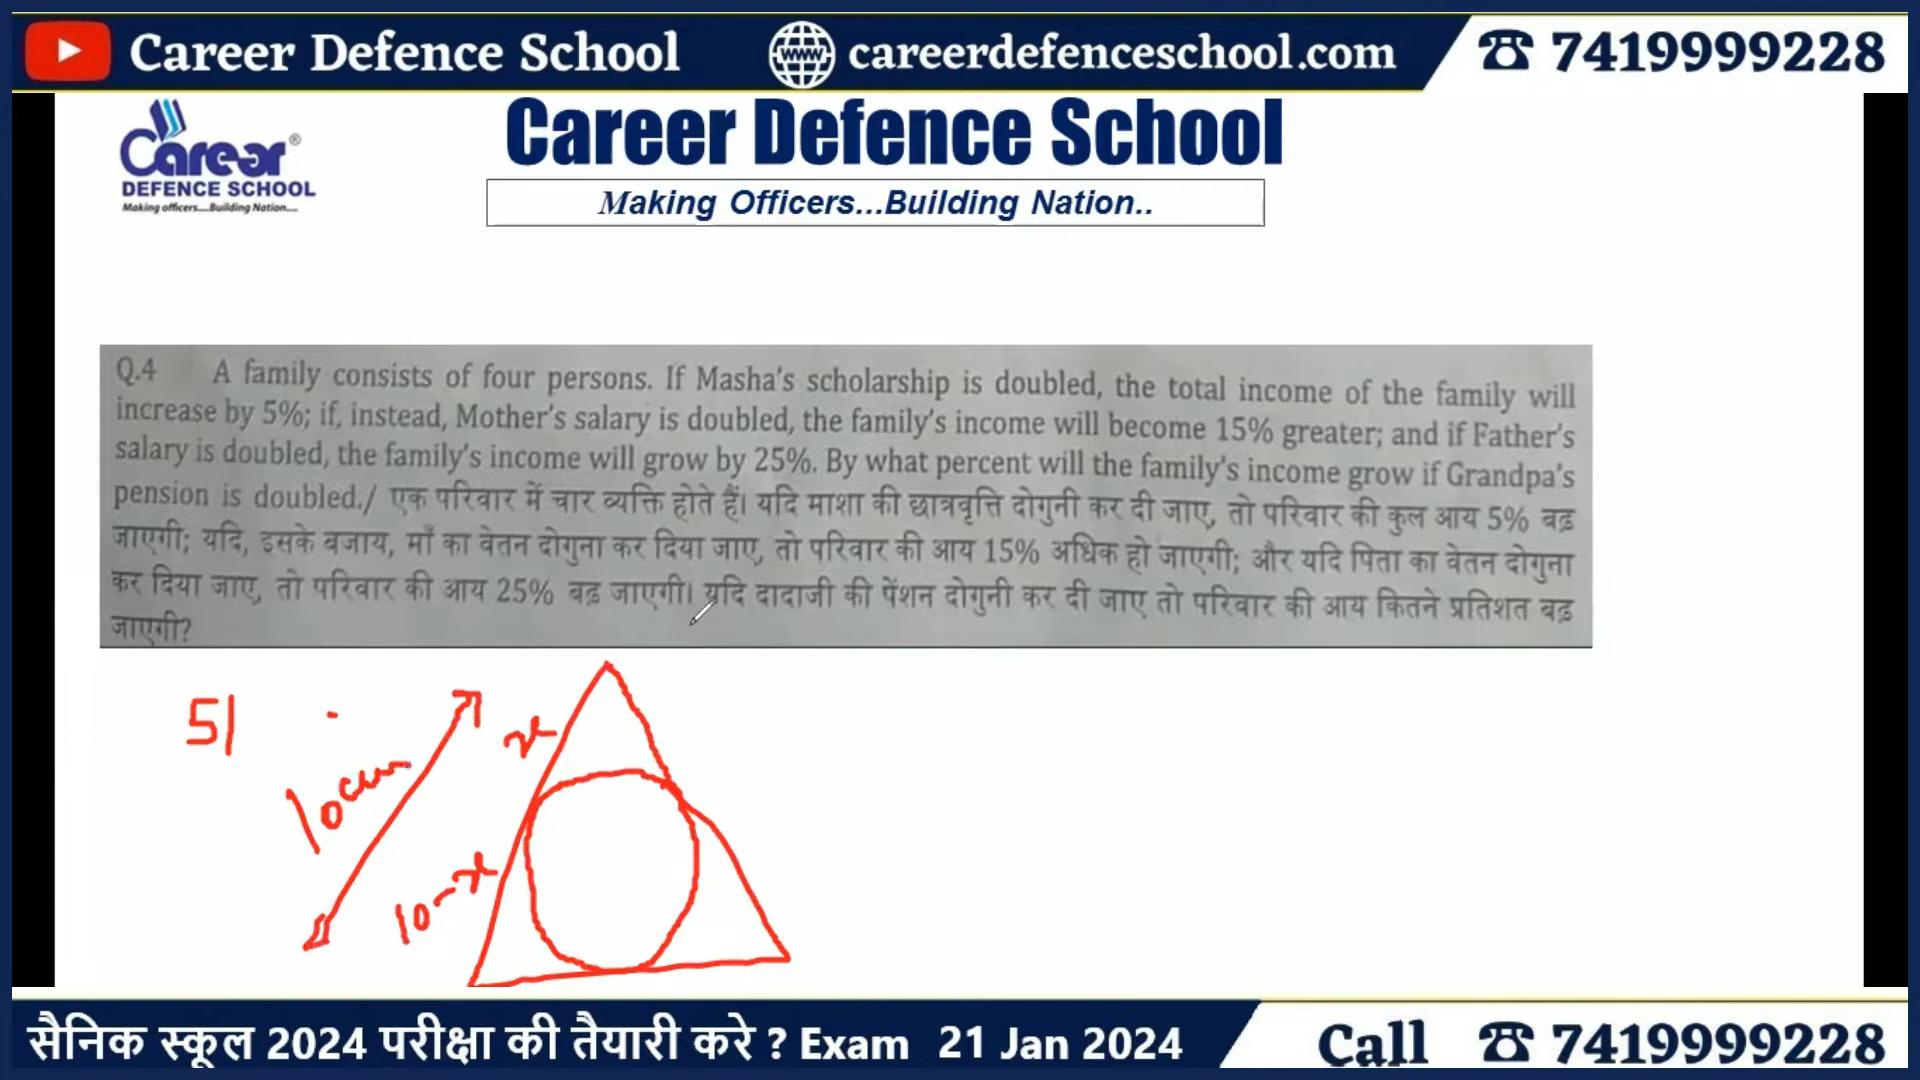 Career Defence School
www
careerdefenceschool.com
☎ 7419999228
Career®
DEFENCE SCHOOL
Making officers....Building Nation....
Career Defence School
Making Officers...Building Nation..
Q.4 A family consists of four persons. If Masha's scholarship is doubled, the total income of the family will
increase by 5%; if, instead, Mother's salary is doubled, the family's income will become 15% greater; and if Father's
salary is doubled, the family's income will grow by 25%. By what percent will the family's income grow if Grandpa's
pension is doubled./ एक परिवार में चार व्यक्ति होते हैं। यदि माशा की छात्रवृत्ति दोगुनी कर दी जाए, तो परिवार की कुल आय 5% बढ़
जाएगी; यदि, इसके बजाय, माँ का वेतन दोगुना कर दिया जाए, तो परिवार की आय 15% अधिक हो जाएगी; और यदि पिता का वेतन दोगुना
कर दिया जाए, तो परिवार की आय 25% बढ़ जाएगी। यदि दादाजी की पेंशन दोगुनी कर दी जाए तो परिवार की आय कितने प्रतिशत बढ़
जाएगी?
5|
x
10cm
10-x
सैनिक स्कूल 2024 परीक्षा की तैयारी करे ? Exam 21 Jan 2024
Call ☎ 7419999228